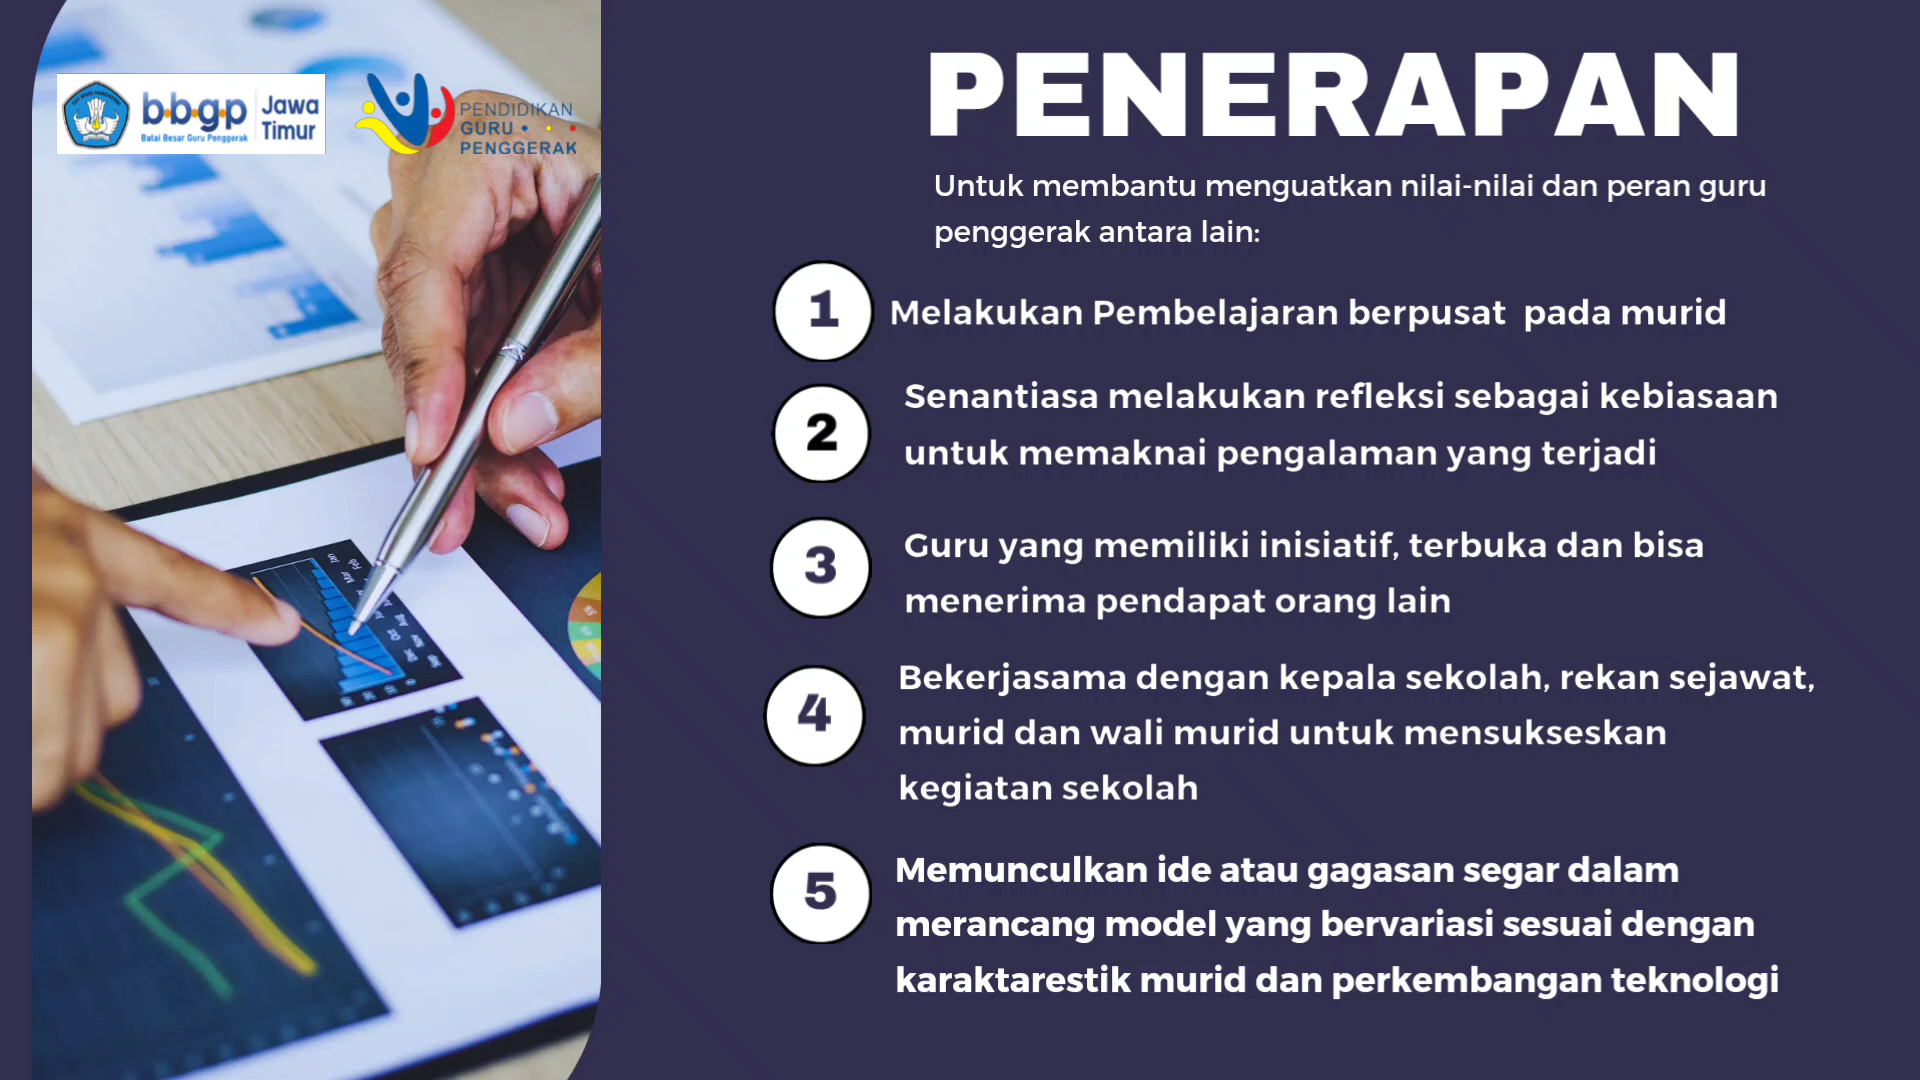 b•b•g•p
Balai Besar Guru Penggerak
Jawa
Timur
PENDIDIKAN
GURU
PENGGERAK
PENERAPAN
Untuk membantu menguatkan nilai-nilai dan peran guru
penggerak antara lain:
1
Melakukan Pembelajaran berpusat pada murid
2
Senantiasa melakukan refleksi sebagai kebiasaan
untuk memaknai pengalaman yang terjadi
3
Guru yang memiliki inisiatif, terbuka dan bisa
menerima pendapat orang lain
4
Bekerjasama dengan kepala sekolah, rekan sejawat,
murid dan wali murid untuk mensukseskan
kegiatan sekolah
5
Memunculkan ide atau gagasan segar dalam
merancang model yang bervariasi sesuai dengan
karaktarestik murid dan perkembangan teknologi